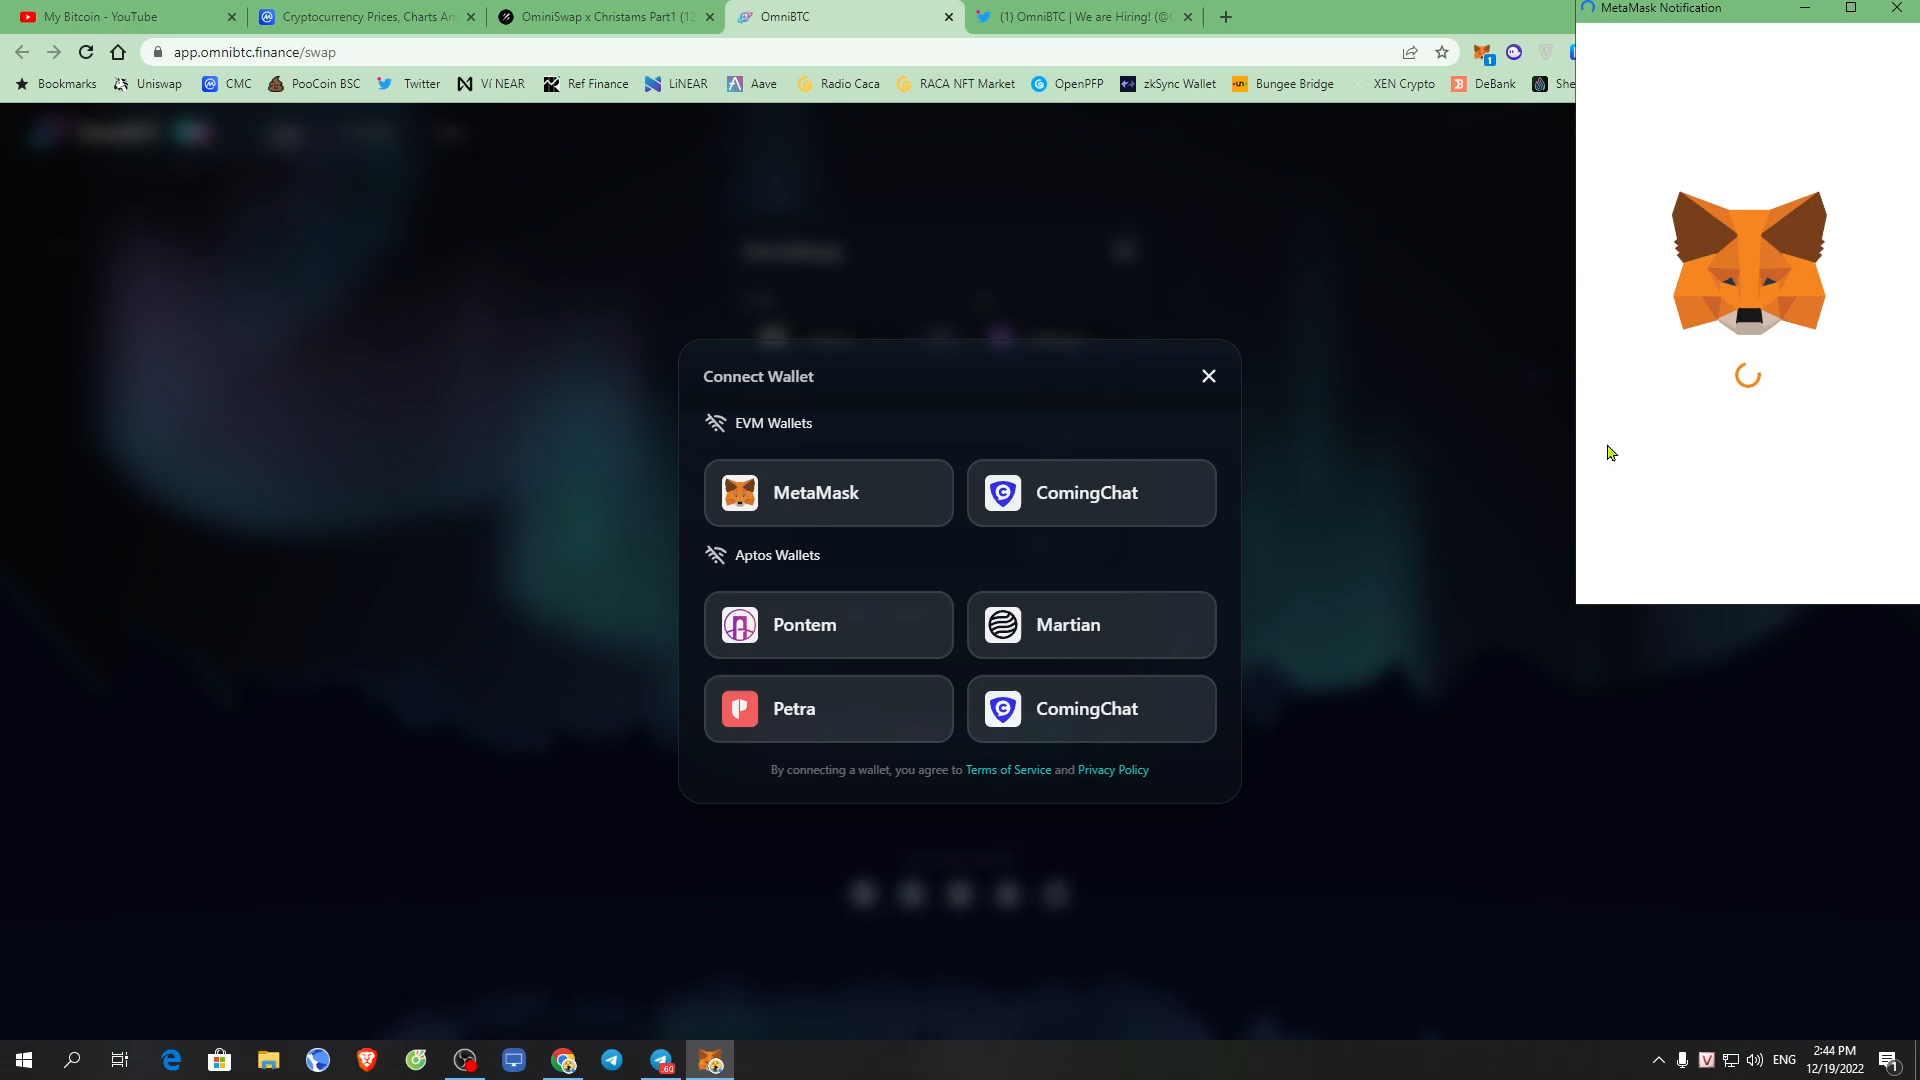 My Bitcoin - YouTube
Cryptocurrency Prices, Charts An
OminiSwap x Christams Part1 (12
OmniBTC
(1) OmniBTC | We are Hiring! (@O
MetaMask Notification
app.omnibtc.finance/swap
1
Bookmarks
Uniswap
CMC
PooCoin BSC
Twitter
Ví NEAR
Ref Finance
LiNEAR
Aave
Radio Caca
RACA NFT Market
OpenPFP
zkSync Wallet
Bungee Bridge
XEN Crypto
DeBank
She
Connect Wallet
EVM Wallets
MetaMask
ComingChat
Aptos Wallets
Pontem
Martian
Petra
ComingChat
By connecting a wallet, you agree to Terms of Service and Privacy Policy
.60
ENG
2:44 PM
12/19/2022
1